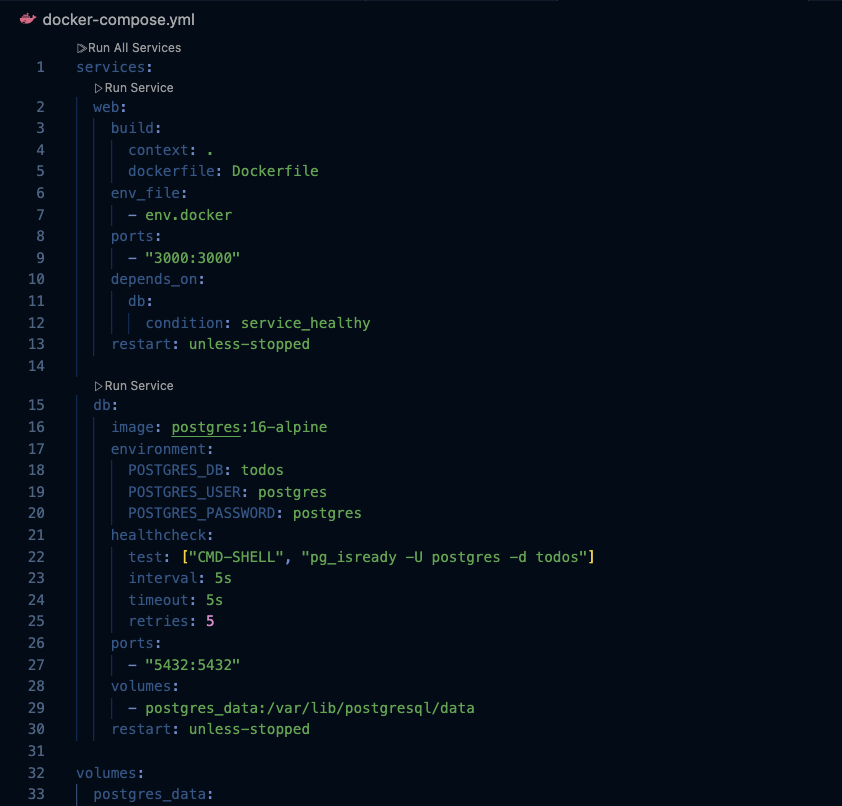 docker-compose.yml
Run All Services
1 services:
Run Service
2   web:
3     build:
4       context: .
5       dockerfile: Dockerfile
6     env_file:
7       - env.docker
8     ports:
9       - "3000:3000"
10     depends_on:
11       db:
12         condition: service_healthy
13     restart: unless-stopped
14
Run Service
15   db:
16     image: postgres:16-alpine
17     environment:
18       POSTGRES_DB: todos
19       POSTGRES_USER: postgres
20       POSTGRES_PASSWORD: postgres
21     healthcheck:
22       test: ["CMD-SHELL", "pg_isready -U postgres -d todos"]
23       interval: 5s
24       timeout: 5s
25       retries: 5
26     ports:
27       - "5432:5432"
28     volumes:
29       - postgres_data:/var/lib/postgresql/data
30     restart: unless-stopped
31
32 volumes:
33   postgres_data: